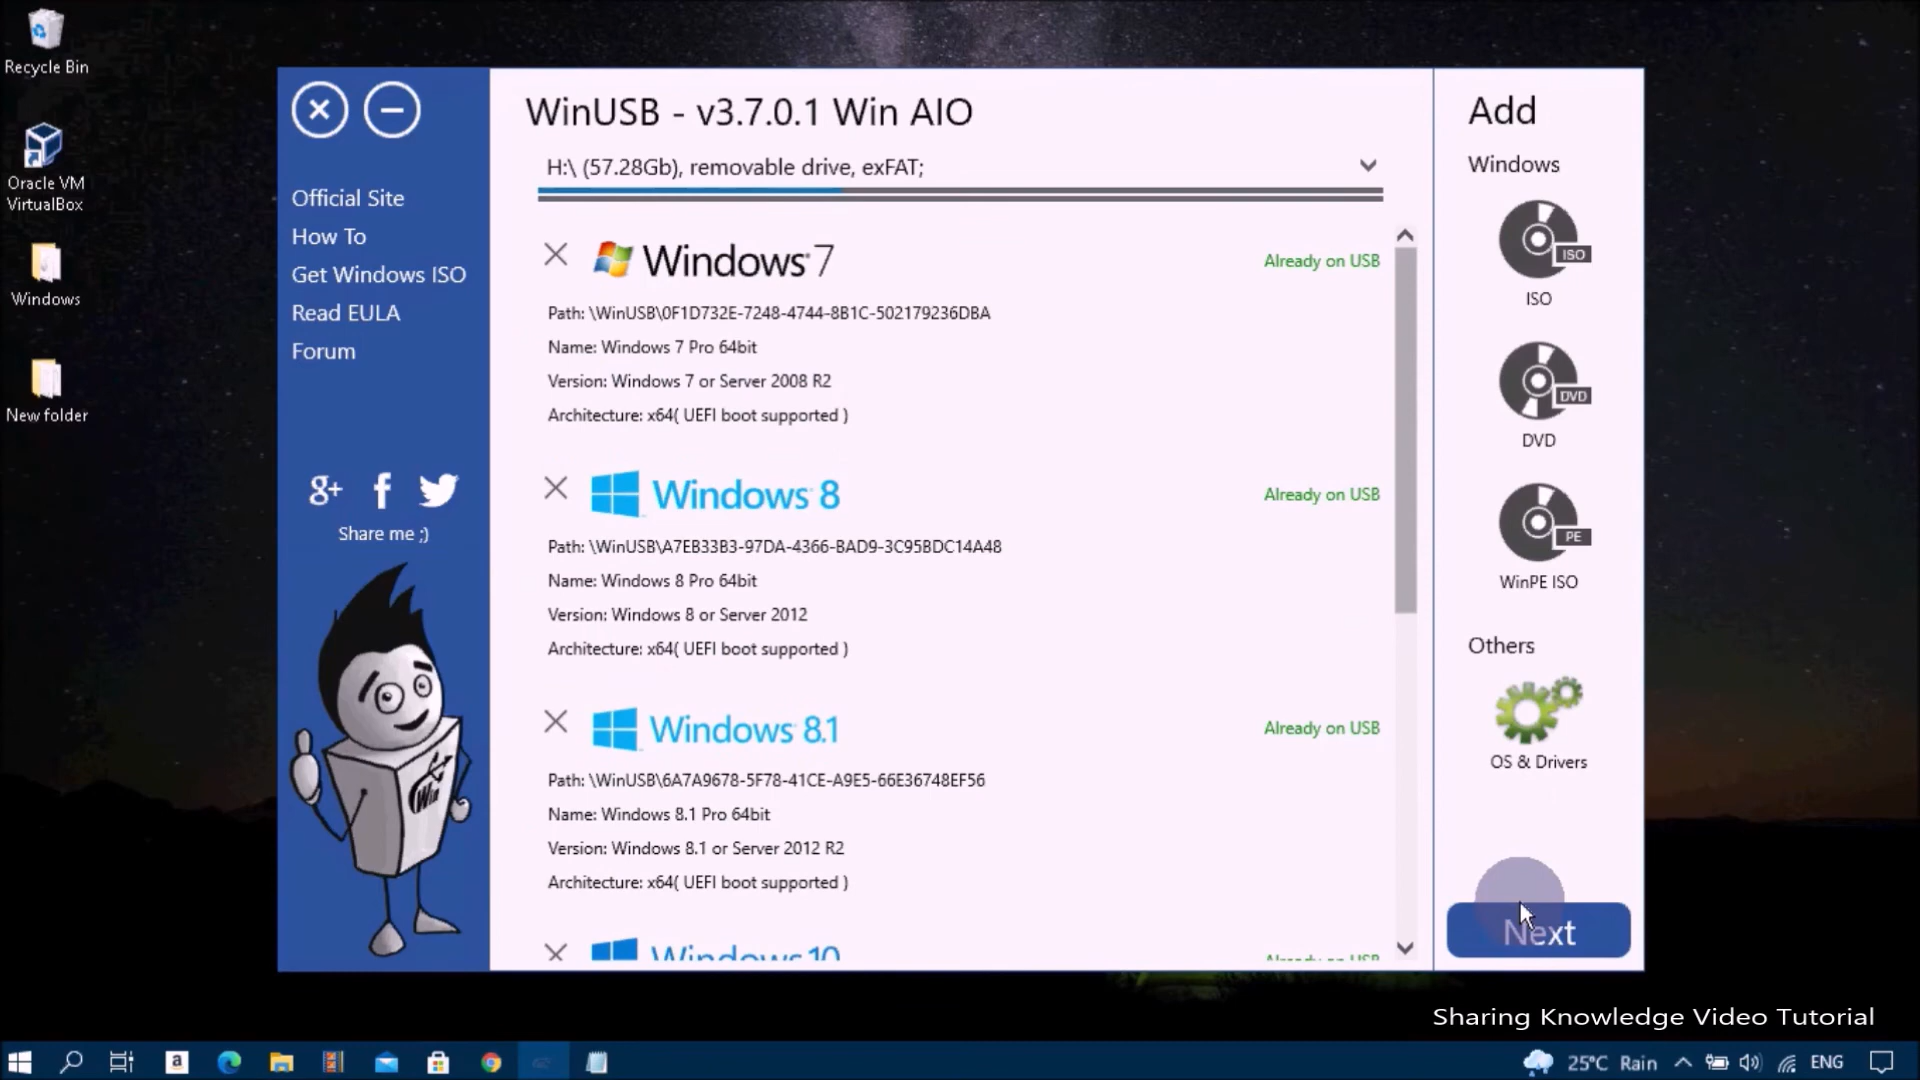 Recycle Bin
Oracle VM
VirtualBox
Windows
New folder
Official Site
How To
Get Windows ISO
Read EULA
Forum
g+ f
Share me ;)
Win
WinUSB - v3.7.0.1 Win AIO
H:\ (57.28Gb), removable drive, exFAT;
Windows 7
Already on USB
Path: \WinUSB\0F1D732E-7248-4744-8B1C-502179236DBA
Name: Windows 7 Pro 64bit
Version: Windows 7 or Server 2008 R2
Architecture: x64( UEFI boot supported )
Windows 8
Already on USB
Path: \WinUSB\A7EB33B3-97DA-4366-BAD9-3C95BDC14A48
Name: Windows 8 Pro 64bit
Version: Windows 8 or Server 2012
Architecture: x64( UEFI boot supported )
Windows 8.1
Already on USB
Path: \WinUSB\6A7A9678-5F78-41CE-A9E5-66E36748EF56
Name: Windows 8.1 Pro 64bit
Version: Windows 8.1 or Server 2012 R2
Architecture: x64( UEFI boot supported )
Windows 10
Already on USB
Add
Windows
ISO
ISO
DVD
DVD
PE
WinPE ISO
Others
OS & Drivers
Next
Sharing Knowledge Video Tutorial
a
25°C Rain
ENG